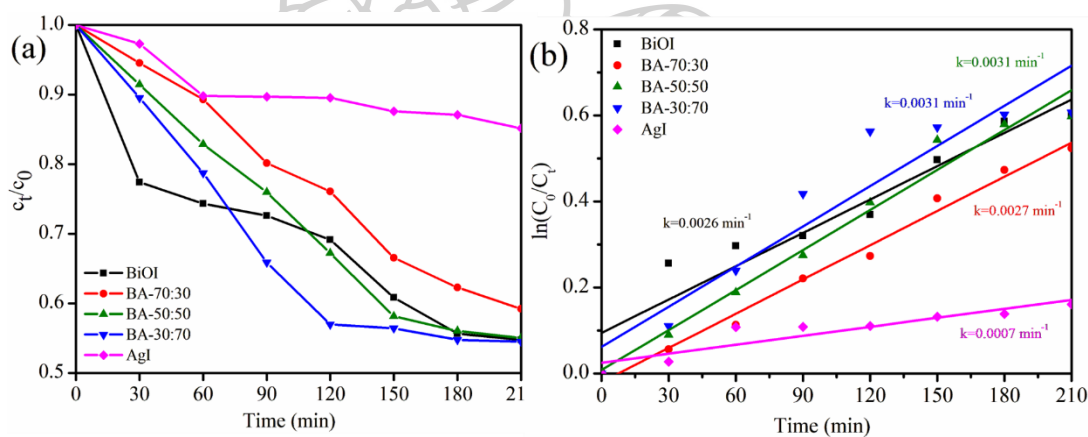 (a)
1.0
0.9
0.8
0.7
0.6
0.5
c_t/c_0
BiOI
BA-70:30
BA-50:50
BA-30:70
AgI
0 30 60 90 120 150 180 21
Time (min)
(b)
0.8
0.6
0.4
0.2
0.0
ln(C_0/C_t)
BiOI
BA-70:30
BA-50:50
BA-30:70
AgI
k=0.0031 min^-1
k=0.0031 min^-1
k=0.0026 min^-1
k=0.0027 min^-1
k=0.0007 min^-1
0 30 60 90 120 150 180 210
Time (min)